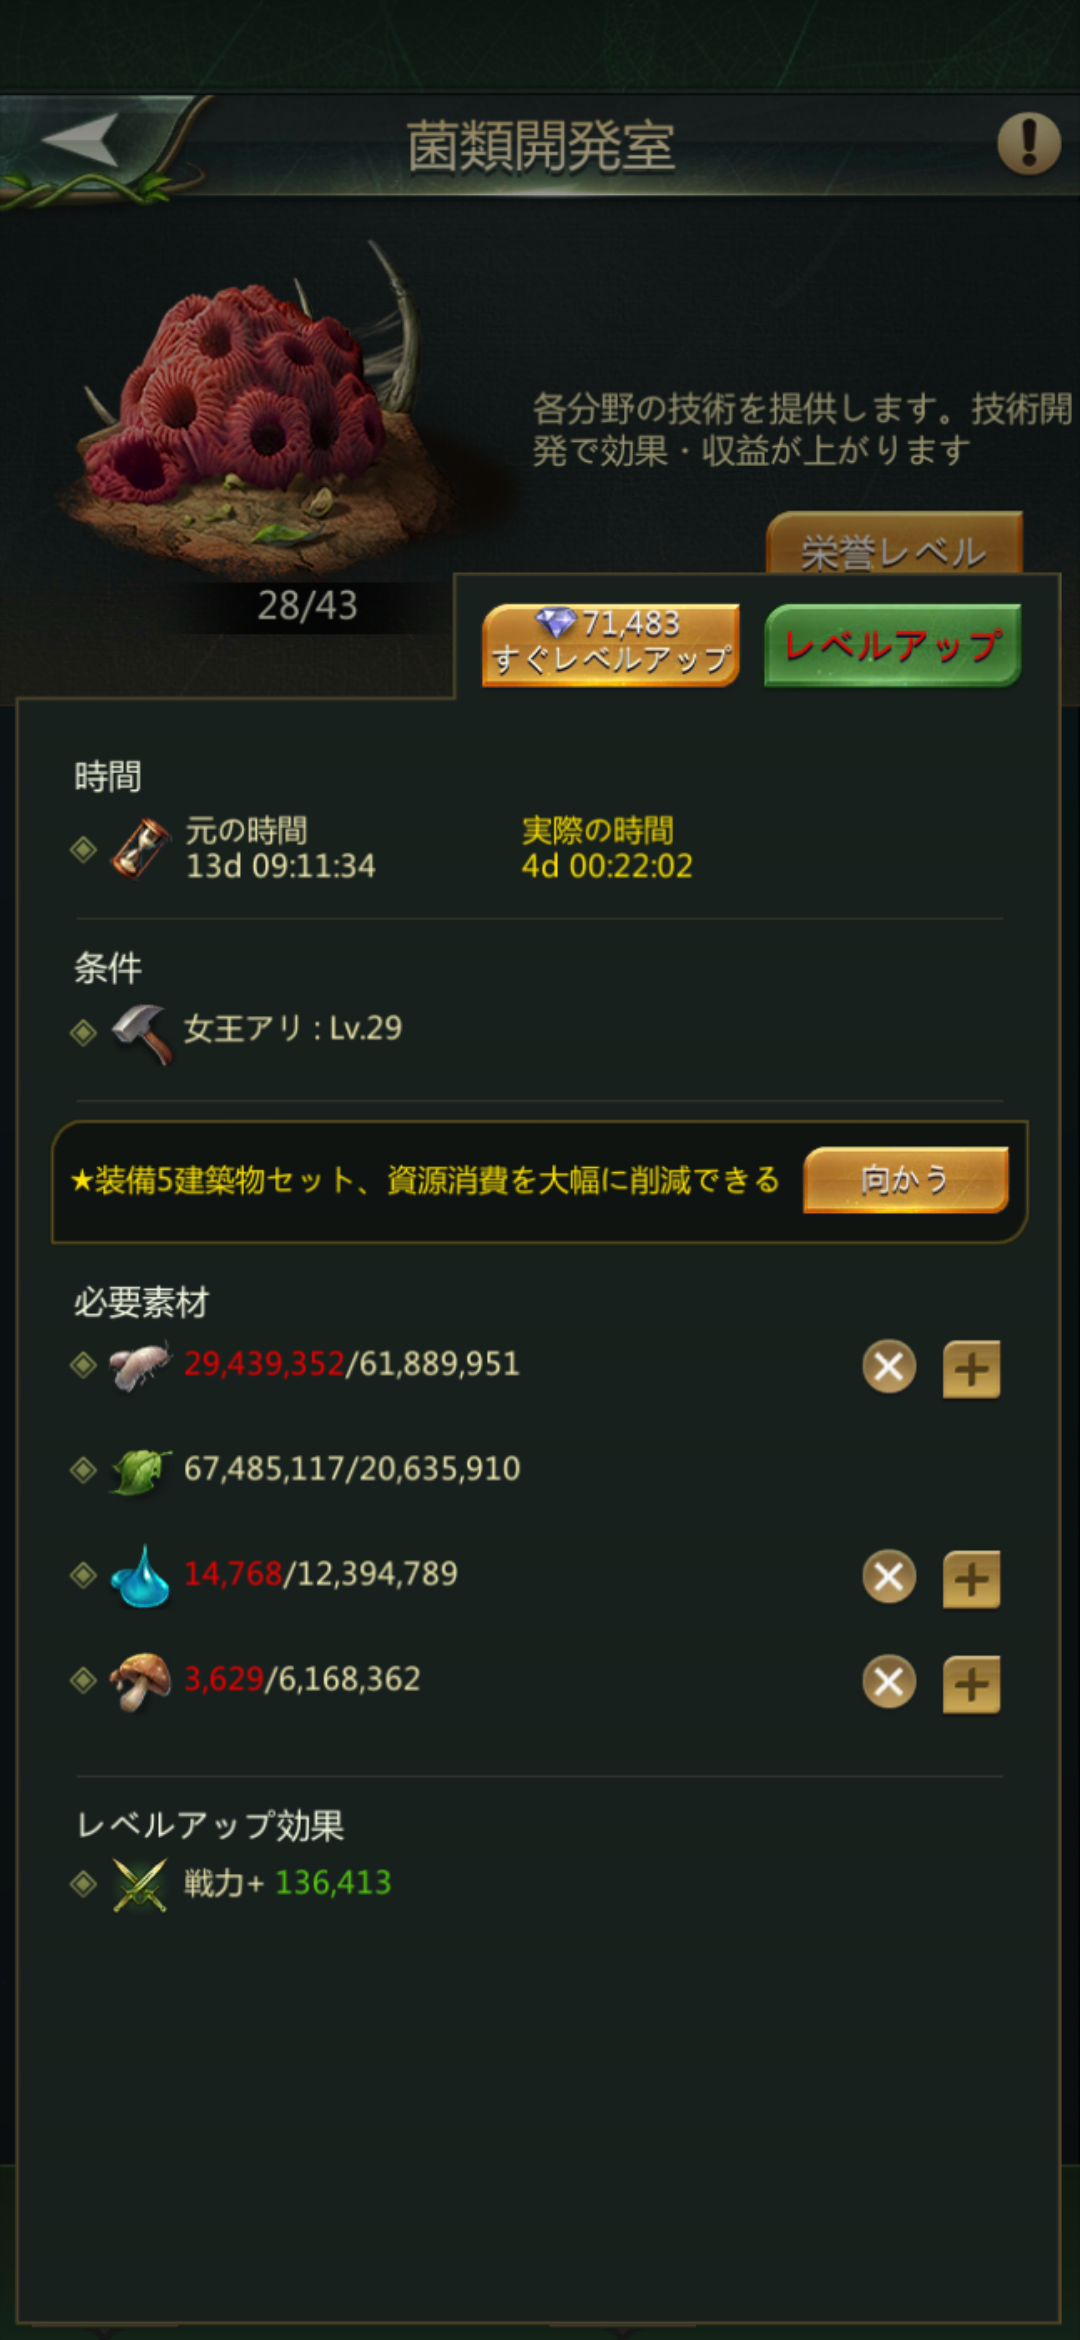 菌類開発室
各分野の技術を提供します。技術開
発で効果・収益が上がります
栄誉レベル
28/43
71,483
すぐレベルアップ
レベルアップ
時間
元の時間
13d 09:11:34
実際の時間
4d 00:22:02
条件
女王アリ : Lv.29
★装備5建築物セット、資源消費を大幅に削減できる
向かう
必要素材
29,439,352/61,889,951
67,485,117/20,635,910
14,768/12,394,789
3,629/6,168,362
レベルアップ効果
戦力+ 136,413